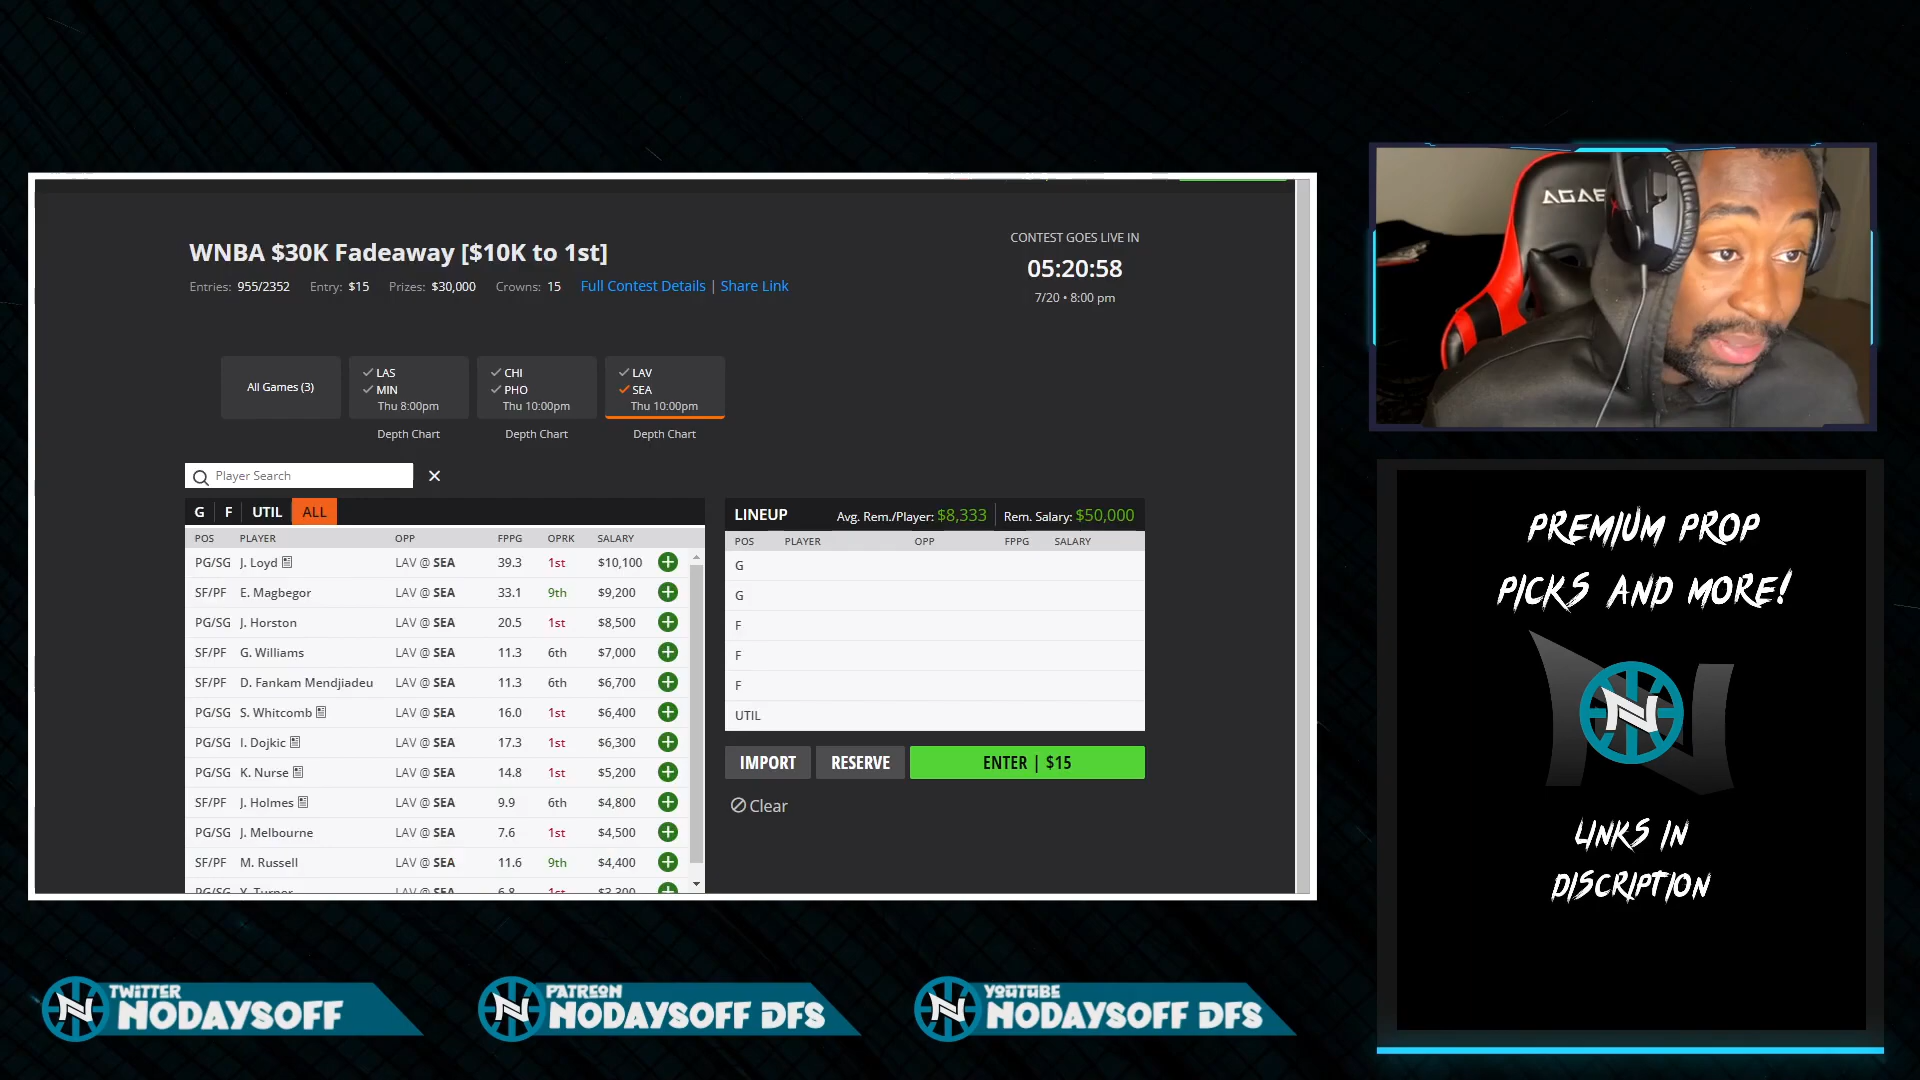 WNBA $30K Fadeaway [$10K to 1st]
Entries: 955/2352 Entry: $15 Prizes: $30,000 Crowns: 15 Full Contest Details | Share Link
CONTEST GOES LIVE IN
05:20:58
7/20 • 8:00 pm
All Games (3)
LAS
MIN
Thu 8:00pm
Depth Chart
CHI
PHO
Thu 10:00pm
Depth Chart
LAV
SEA
Thu 10:00pm
Depth Chart
Player Search
G F UTIL ALL
POS PLAYER OPP FPPG OPRK SALARY
PG/SG J. Loyd LAV @ SEA 39.3 1st $10,100
SF/PF E. Magbegor LAV @ SEA 33.1 9th $9,200
PG/SG J. Horston LAV @ SEA 20.5 1st $8,500
SF/PF G. Williams LAV @ SEA 11.3 6th $7,000
SF/PF D. Fankam Mendjiadeu LAV @ SEA 11.3 6th $6,700
PG/SG S. Whitcomb LAV @ SEA 16.0 1st $6,400
PG/SG I. Dojkic LAV @ SEA 17.3 1st $6,300
PG/SG K. Nurse LAV @ SEA 14.8 1st $5,200
SF/PF J. Holmes LAV @ SEA 9.9 6th $4,800
PG/SG J. Melbourne LAV @ SEA 7.6 1st $4,500
SF/PF M. Russell LAV @ SEA 11.6 9th $4,400
PG/SG Y. Turner LAV @ SEA 6.8 1st $3,300
LINEUP Avg. Rem./Player: $8,333 Rem. Salary: $50,000
POS PLAYER OPP FPPG SALARY
G
G
F
F
F
UTIL
IMPORT RESERVE ENTER | $15
Clear
PREMIUM PROP
PICKS AND MORE!
N
LINKS IN
DISCRIPTION
TWITTER
NODAYSOFF
PATREON
NODAYSOFF DFS
YOUTUBE
NODAYSOFF DFS